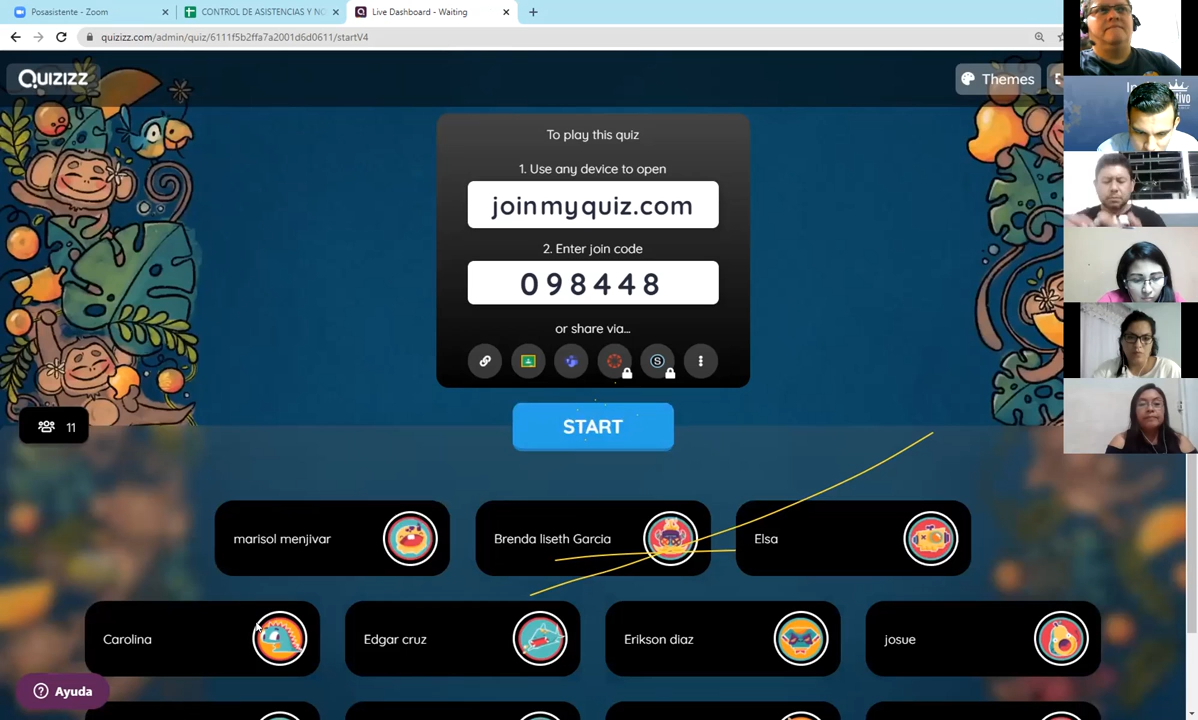 Posasistente - Zoom
CONTROL DE ASISTENCIAS Y NO
Live Dashboard - Waiting
quizizz.com/admin/quiz/6111f5b2ffa7a2001d6d0611/startV4
Quizizz
Themes
To play this quiz
1. Use any device to open
joinmyquiz.com
2. Enter join code
098448
or share via...
11
START
marisol menjivar
Brenda liseth Garcia
Elsa
Carolina
Edgar cruz
Erikson diaz
josue
Ayuda